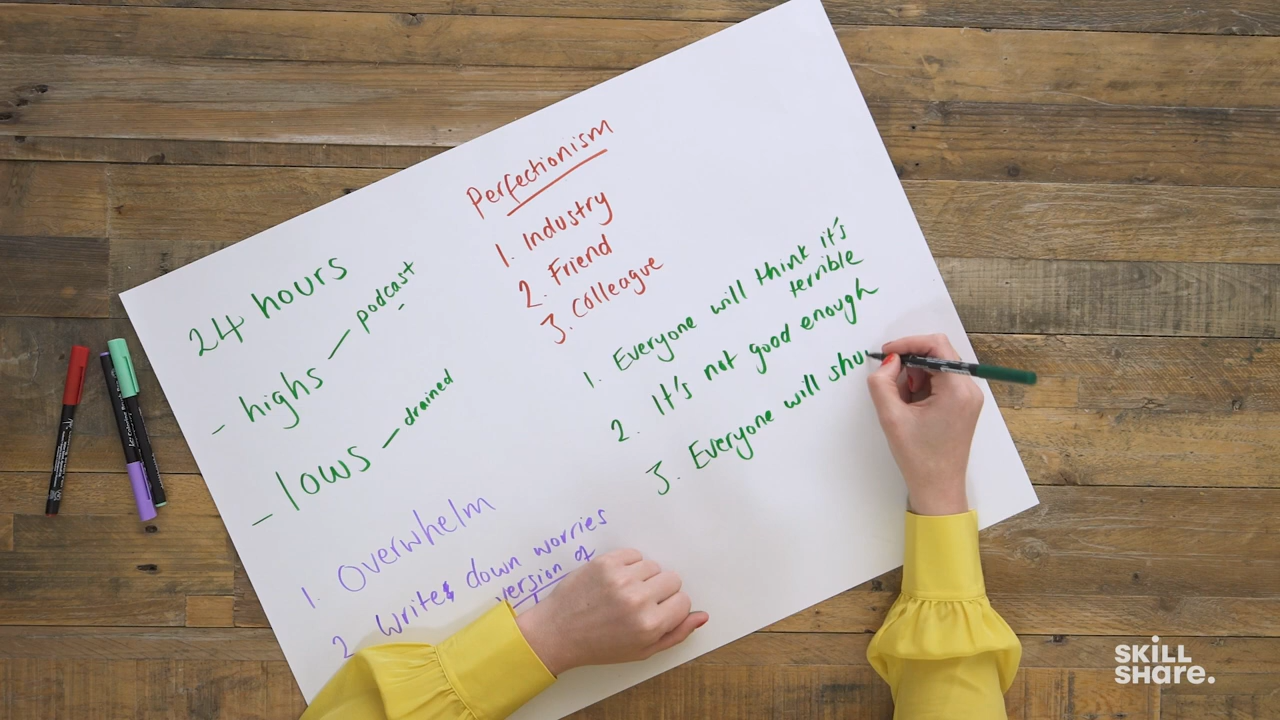 24 hours
- highs – podcast
- lows – drained
Perfectionism
1. Industry
2. Friend
3. Colleague
1. Everyone will think it's
terrible
2. It's not good enough
3. Everyone will
1. Overwhelm
2 Write down worries
version of
SKILL
SHARE.